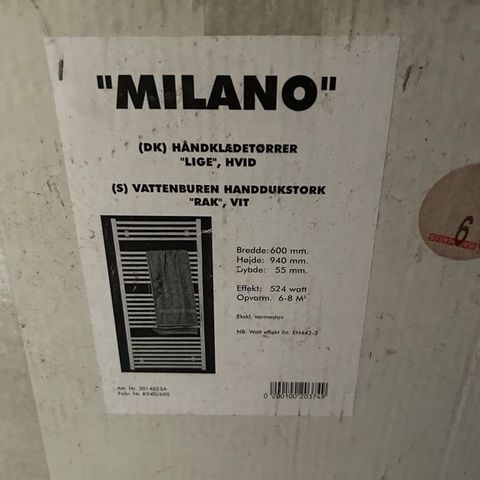 "MILANO"
(DK) HÅNDKLÆDETØRRER
"LIGE", HVID
(S) VATTENBUREN HANDDUKSTORK
"RAK", VIT
Bredde: 600 mm.
Højde: 940 mm.
Dybde: 55 mm.
Effekt: 524 watt
Opvarm. 6-8 M²
Ekskl. varmestav
NB: Watt effekt iht. EN442-2
Art. Nr. 3014025A
Fabr. Nr. K940/600
0 200100 203749
6